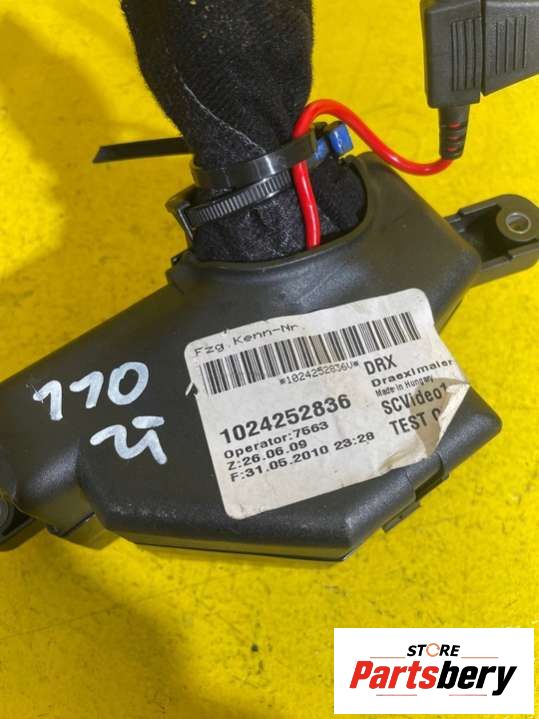 Fzg.Kenn-Nr.
*1024252836V*
DRX
Draexlmaier
Made in Hungary
1024252836
SCVideo1
Operator:7563
TEST
Z:26.06.09
F:31.05.2010 23:28
110
STORE
Partsbery